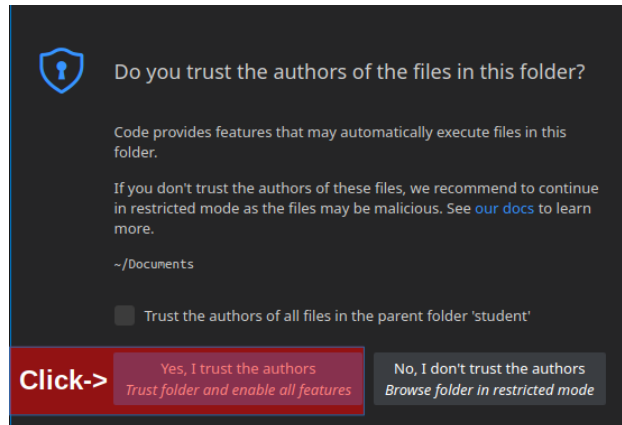 Do you trust the authors of the files in this folder?
Code provides features that may automatically execute files in this
folder.
If you don't trust the authors of these files, we recommend to continue
in restricted mode as the files may be malicious. See our docs to learn
more.
~/Documents
Trust the authors of all files in the parent folder 'student'
Click->
Yes, I trust the authors
Trust folder and enable all features
No, I don't trust the authors
Browse folder in restricted mode